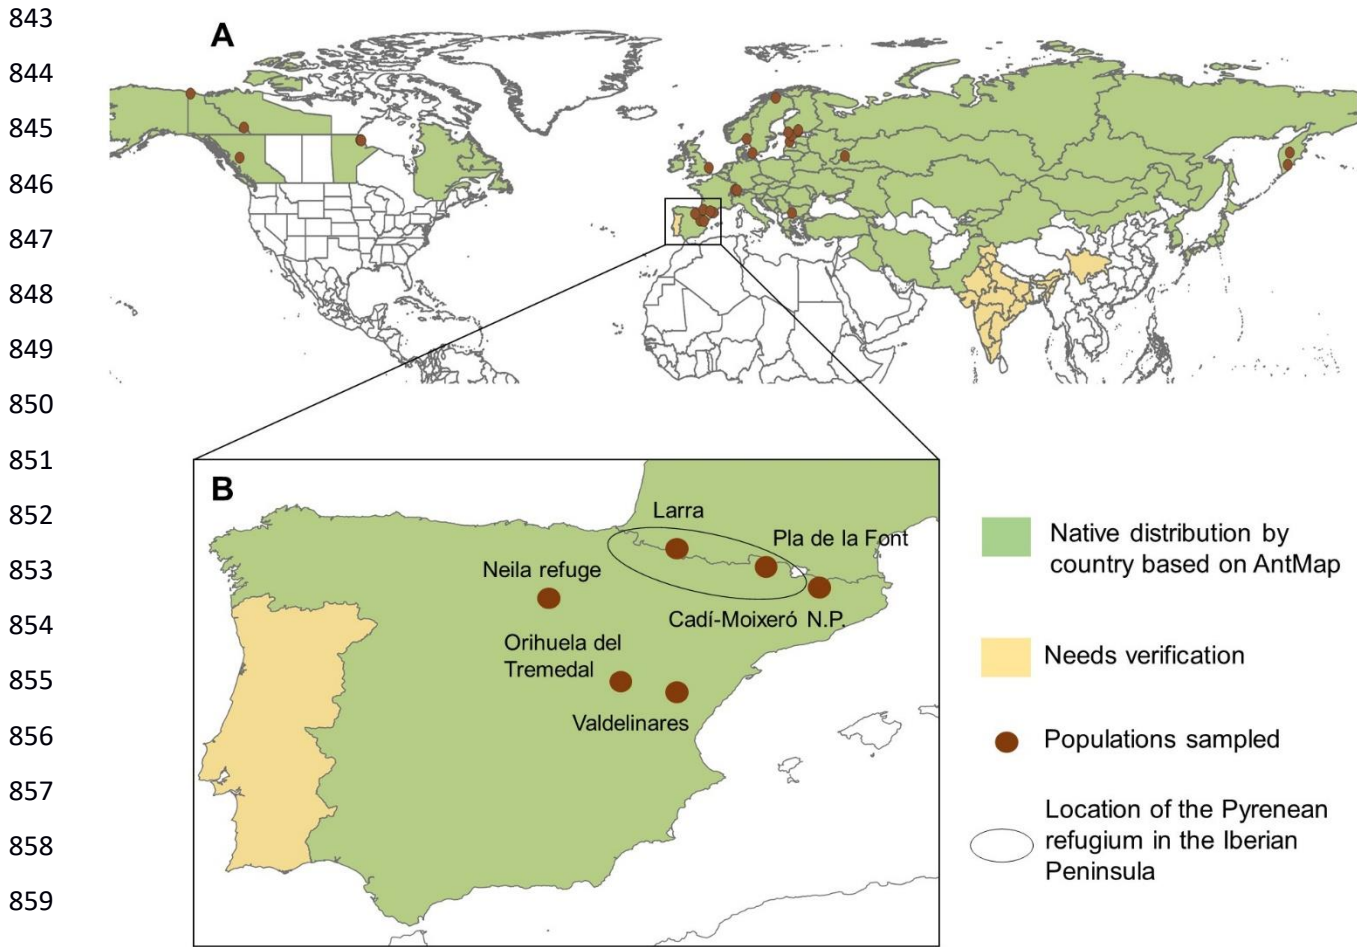 843
A
844
845
846
847
848
849
850
851
B
852
Larra
Pla de la Font
853
Neila refuge
Cadí-Moixeró N.P.
854
Orihuela del
Tremedal
855
Valdelinares
856
857
858
859
Native distribution by
country based on AntMap
Needs verification
Populations sampled
Location of the Pyrenean
refugium in the Iberian
Peninsula